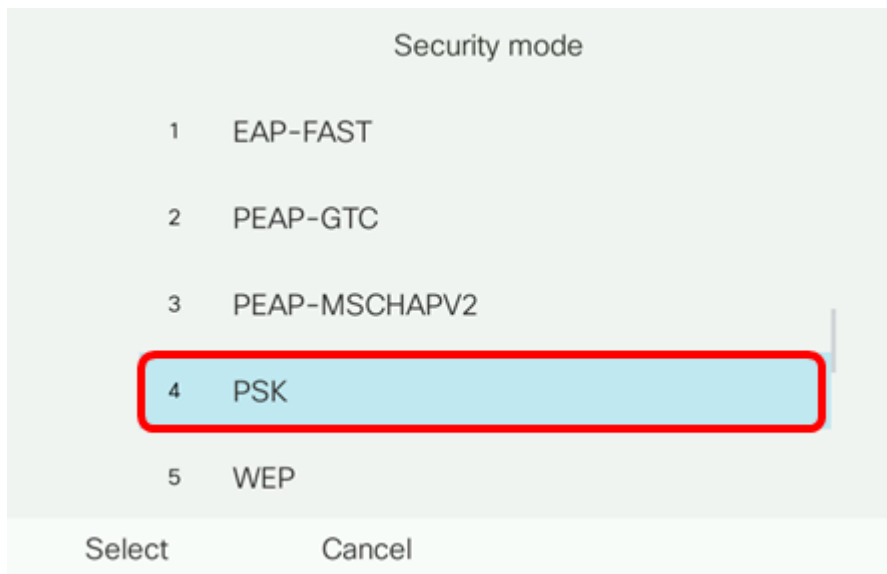 Security mode
1 EAP-FAST
2 PEAP-GTC
3 PEAP-MSCHAPV2
4 PSK
5 WEP
Select Cancel